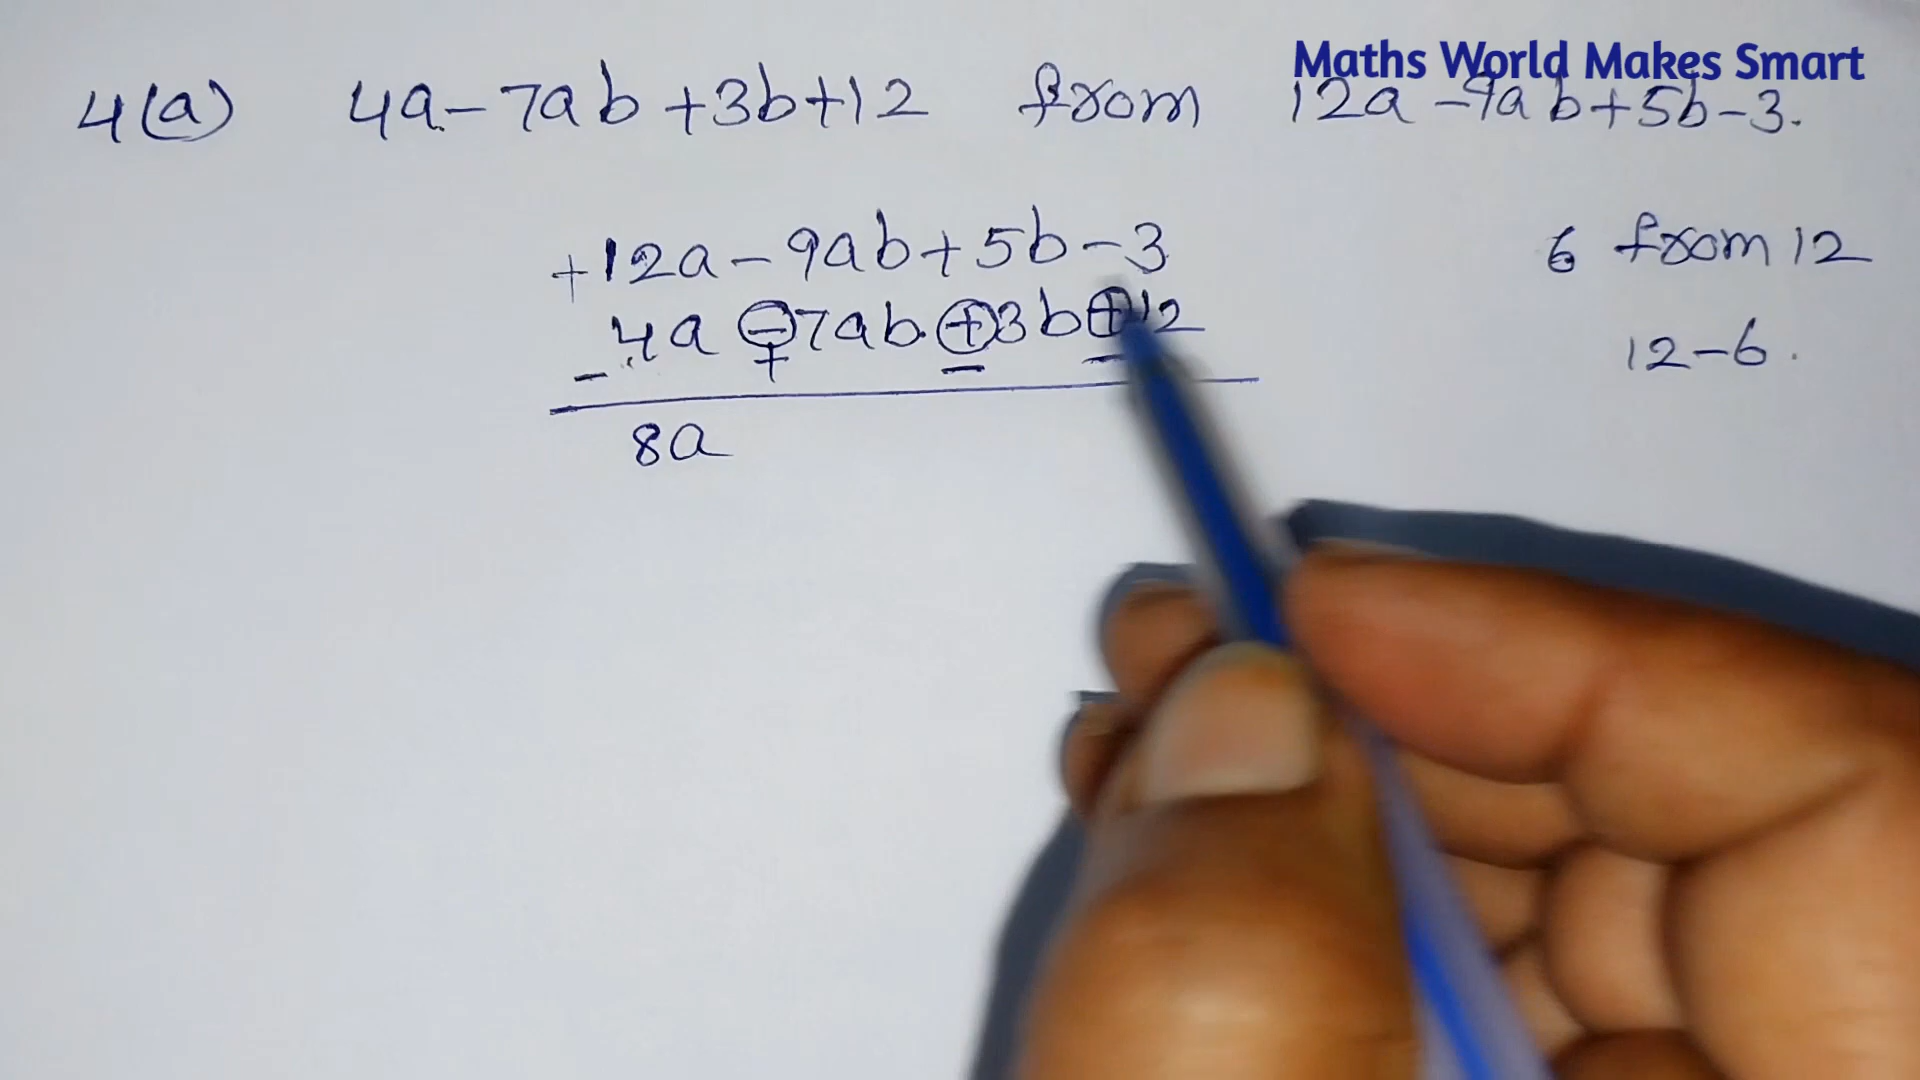 Maths World Makes Smart
4(a) 4a - 7ab + 3b + 12 from 12a - 9ab + 5b - 3.
+12a - 9ab + 5b - 3
4a - 7ab + 3b + 12
- + - -
8a
6 from 12
12 - 6.